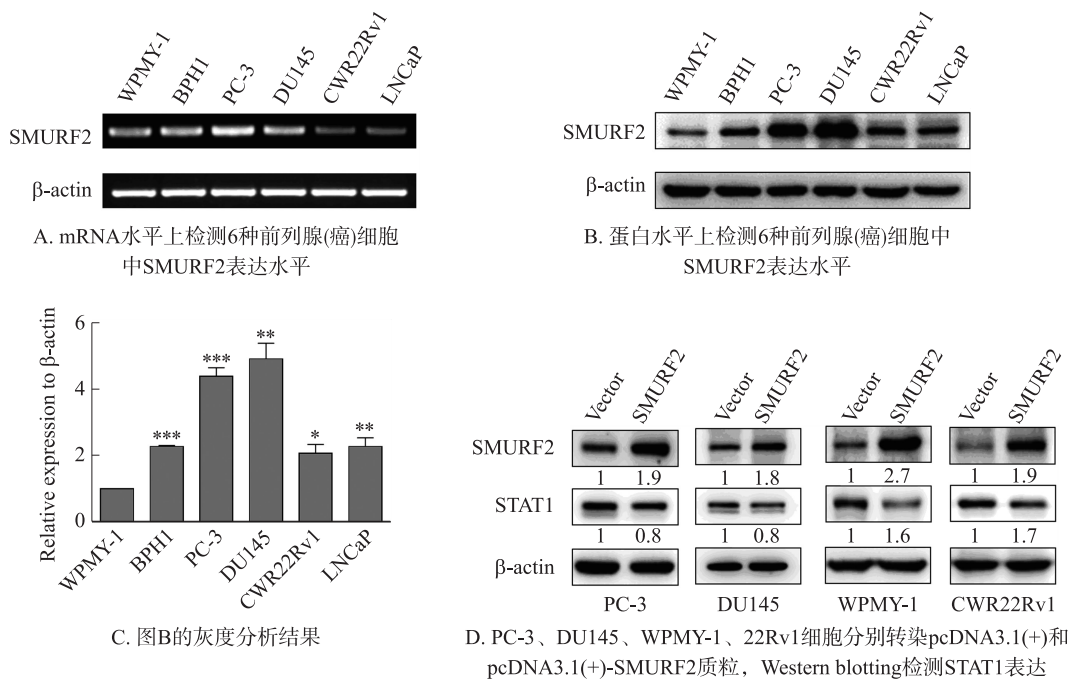 WPMY-1 BPH1 PC-3 DU145 CWR22Rv1 LNCaP
SMURF2
β-actin
A. mRNA水平上检测6种前列腺(癌)细胞
中SMURF2表达水平
WPMY-1 BPH1 PC-3 DU145 CWR22Rv1 LNCaP
SMURF2
β-actin
B. 蛋白水平上检测6种前列腺(癌)细胞中
SMURF2表达水平
Relative expression to β-actin
6
4
2
0
*** *** ** * **
WPMY-1 BPH1 PC-3 DU145 CWR22Rv1 LNCaP
C. 图B的灰度分析结果
Vector SMURF2 Vector SMURF2 Vector SMURF2 Vector SMURF2
SMURF2
1 1.9 1 1.8 1 2.7 1 1.9
STAT1
1 0.8 1 0.8 1 1.6 1 1.7
β-actin
PC-3 DU145 WPMY-1 CWR22Rv1
D. PC-3、DU145、WPMY-1、22Rv1细胞分别转染pcDNA3.1(+)和
pcDNA3.1(+)-SMURF2质粒，Western blotting检测STAT1表达